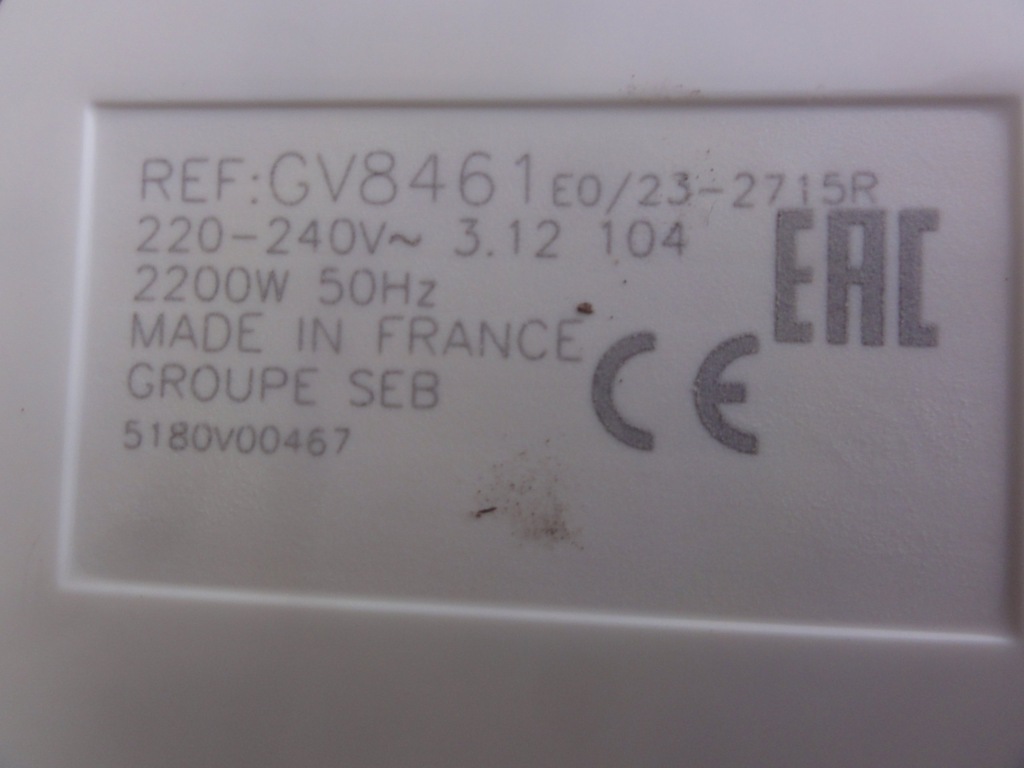 REF:GV8461 E0/23-2715R
220-240V~ 3.12 104
2200W 50Hz
MADE IN FRANCE
GROUPE SEB
5180V00467
EAC
CE